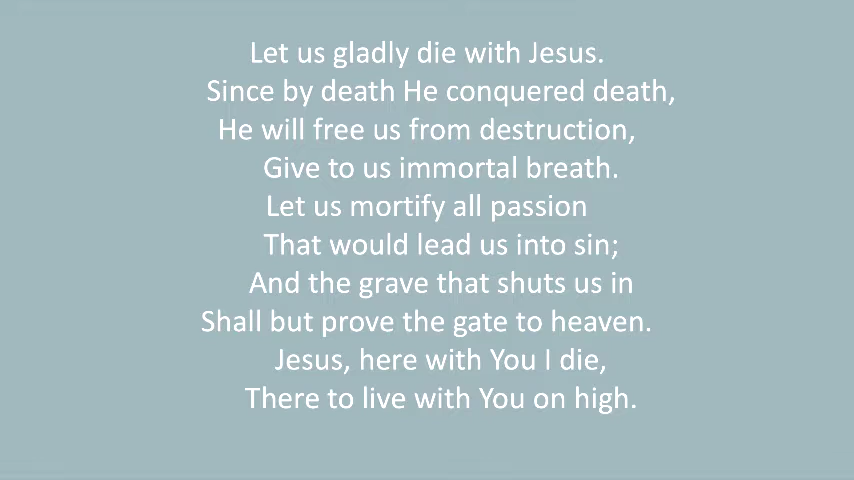 Let us gladly die with Jesus.
Since by death He conquered death,
He will free us from destruction,
Give to us immortal breath.
Let us mortify all passion
That would lead us into sin;
And the grave that shuts us in
Shall but prove the gate to heaven.
Jesus, here with You I die,
There to live with You on high.